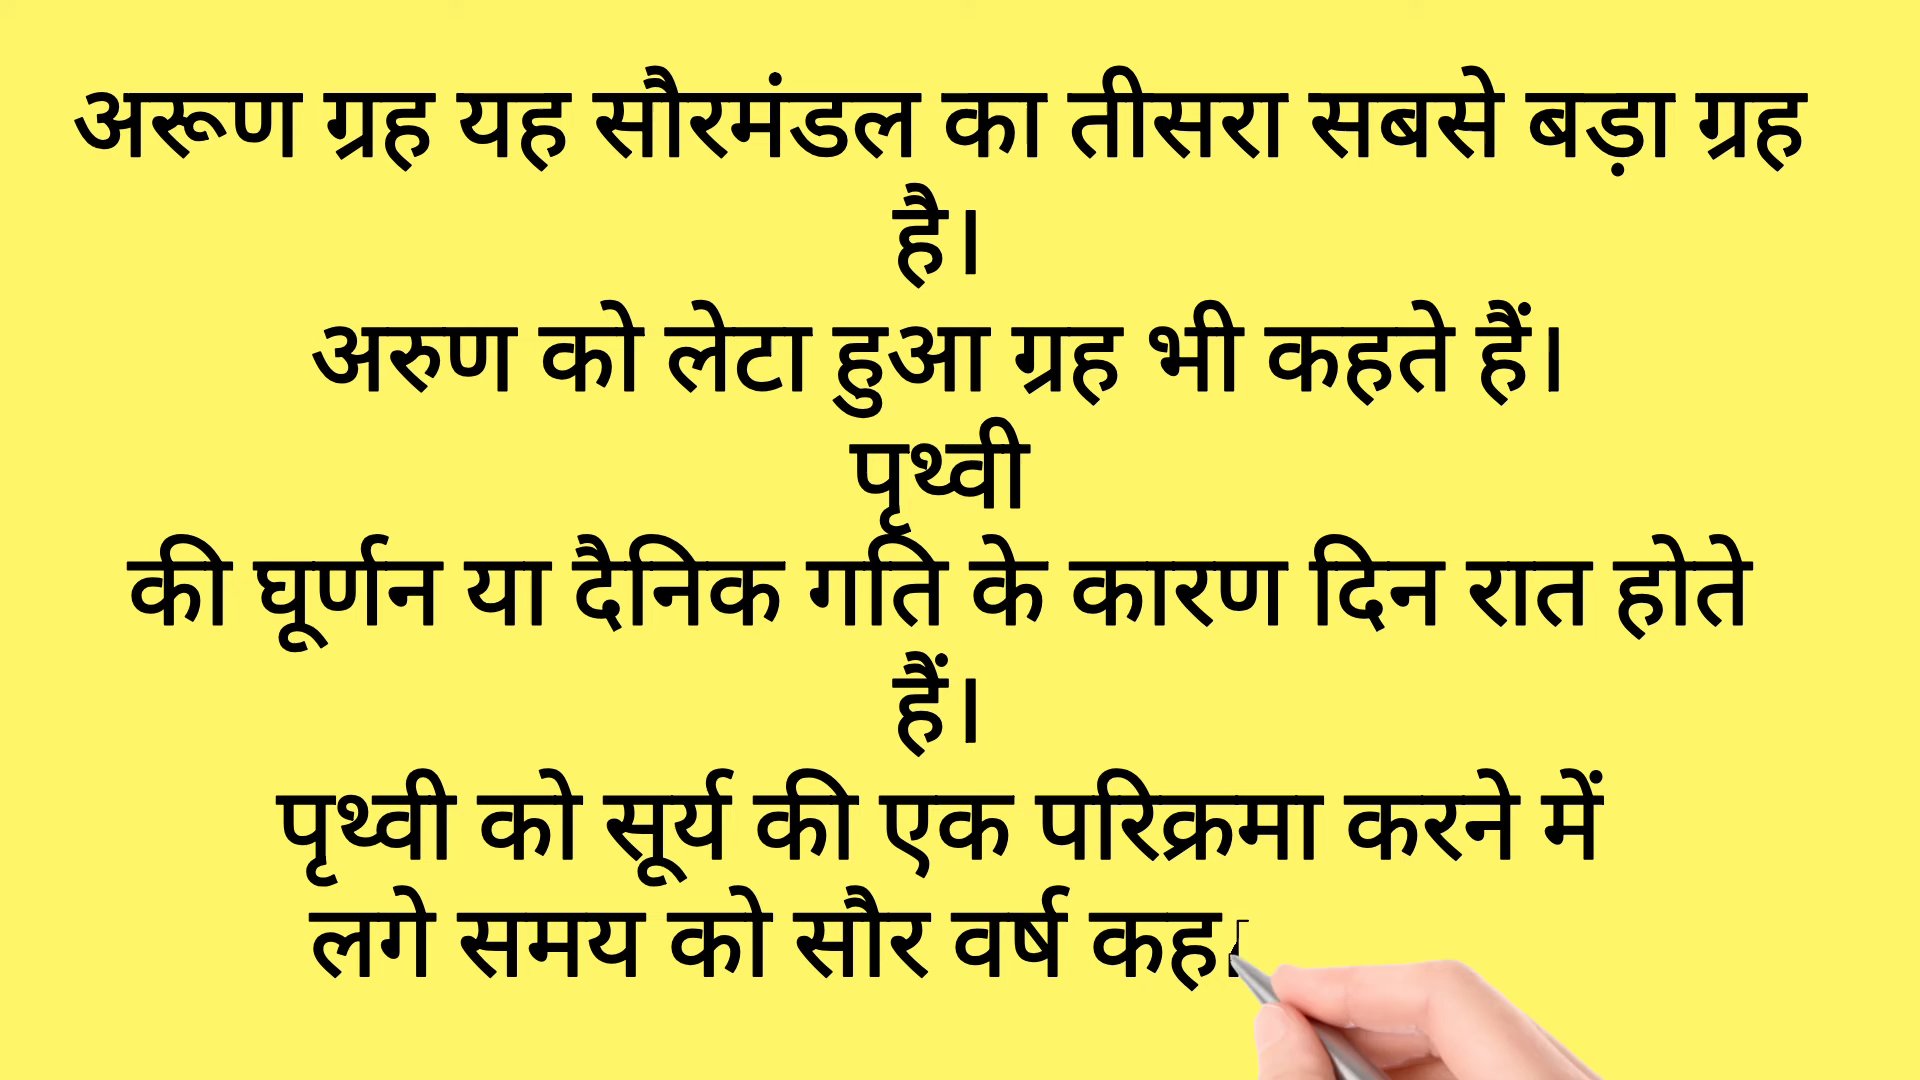 अरूण ग्रह यह सौरमंडल का तीसरा सबसे बड़ा ग्रह
है।
अरुण को लेटा हुआ ग्रह भी कहते हैं।
पृथ्वी
की घूर्णन या दैनिक गति के कारण दिन रात होते
हैं।
पृथ्वी को सूर्य की एक परिक्रमा करने में
लगे समय को सौर वर्ष कह